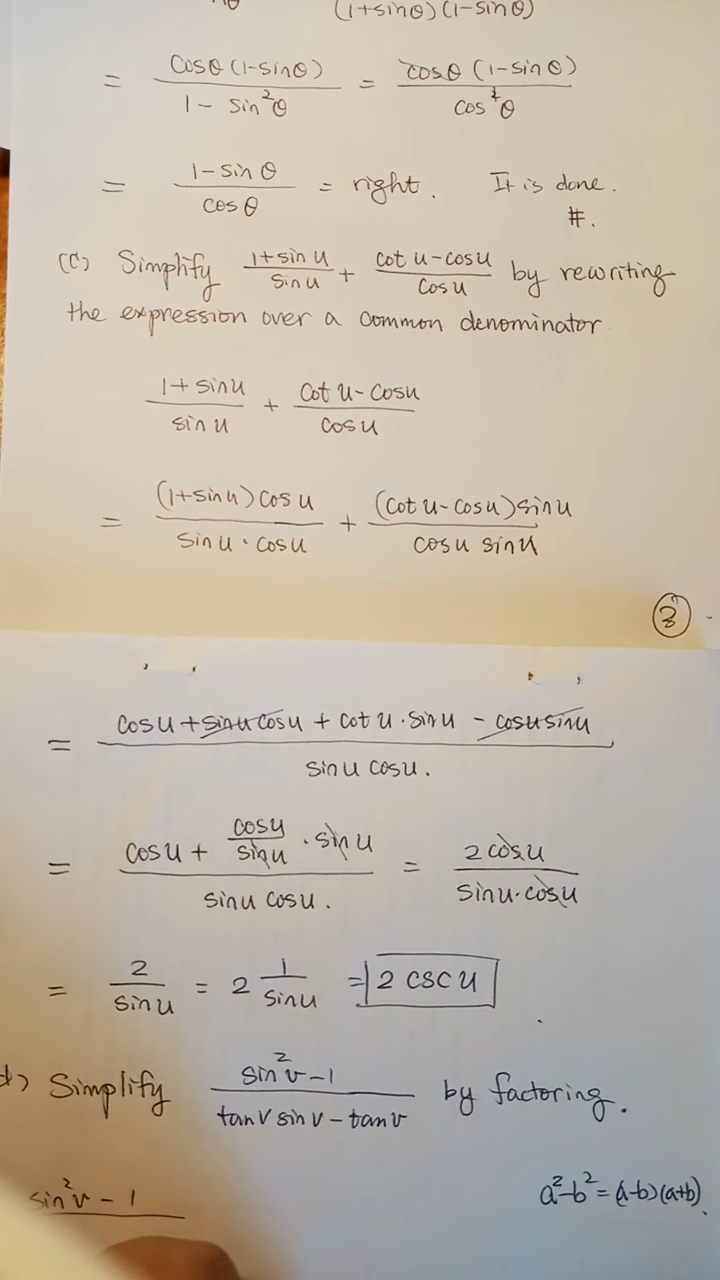 (1+sinθ)(1-sinθ)
= cosθ (1-sinθ) / 1 - sin²θ = cosθ (1-sinθ) / cos²θ
= 1-sinθ / cosθ = right. It is done.
#.
(c) Simplify 1+sin u / sin u + cot u-cos u / cos u by rewriting
the expression over a common denominator.
1+sin u / sin u + cot u-cos u / cos u
= (1+sin u) cos u / sin u · cos u + (cot u-cos u) sin u / cos u sin u
3
= cos u + sin u cos u + cot u · sin u - cos u sin u / sin u cos u.
= cos u + cos u / sin u · sin u / sin u cos u. = 2 cos u / sin u · cos u
= 2 / sin u = 2 1 / sin u = 2 csc u
d) Simplify sin²v-1 / tan v sin v - tan v by factoring.
sin²v - 1
a²-b²=(a-b)(a+b)